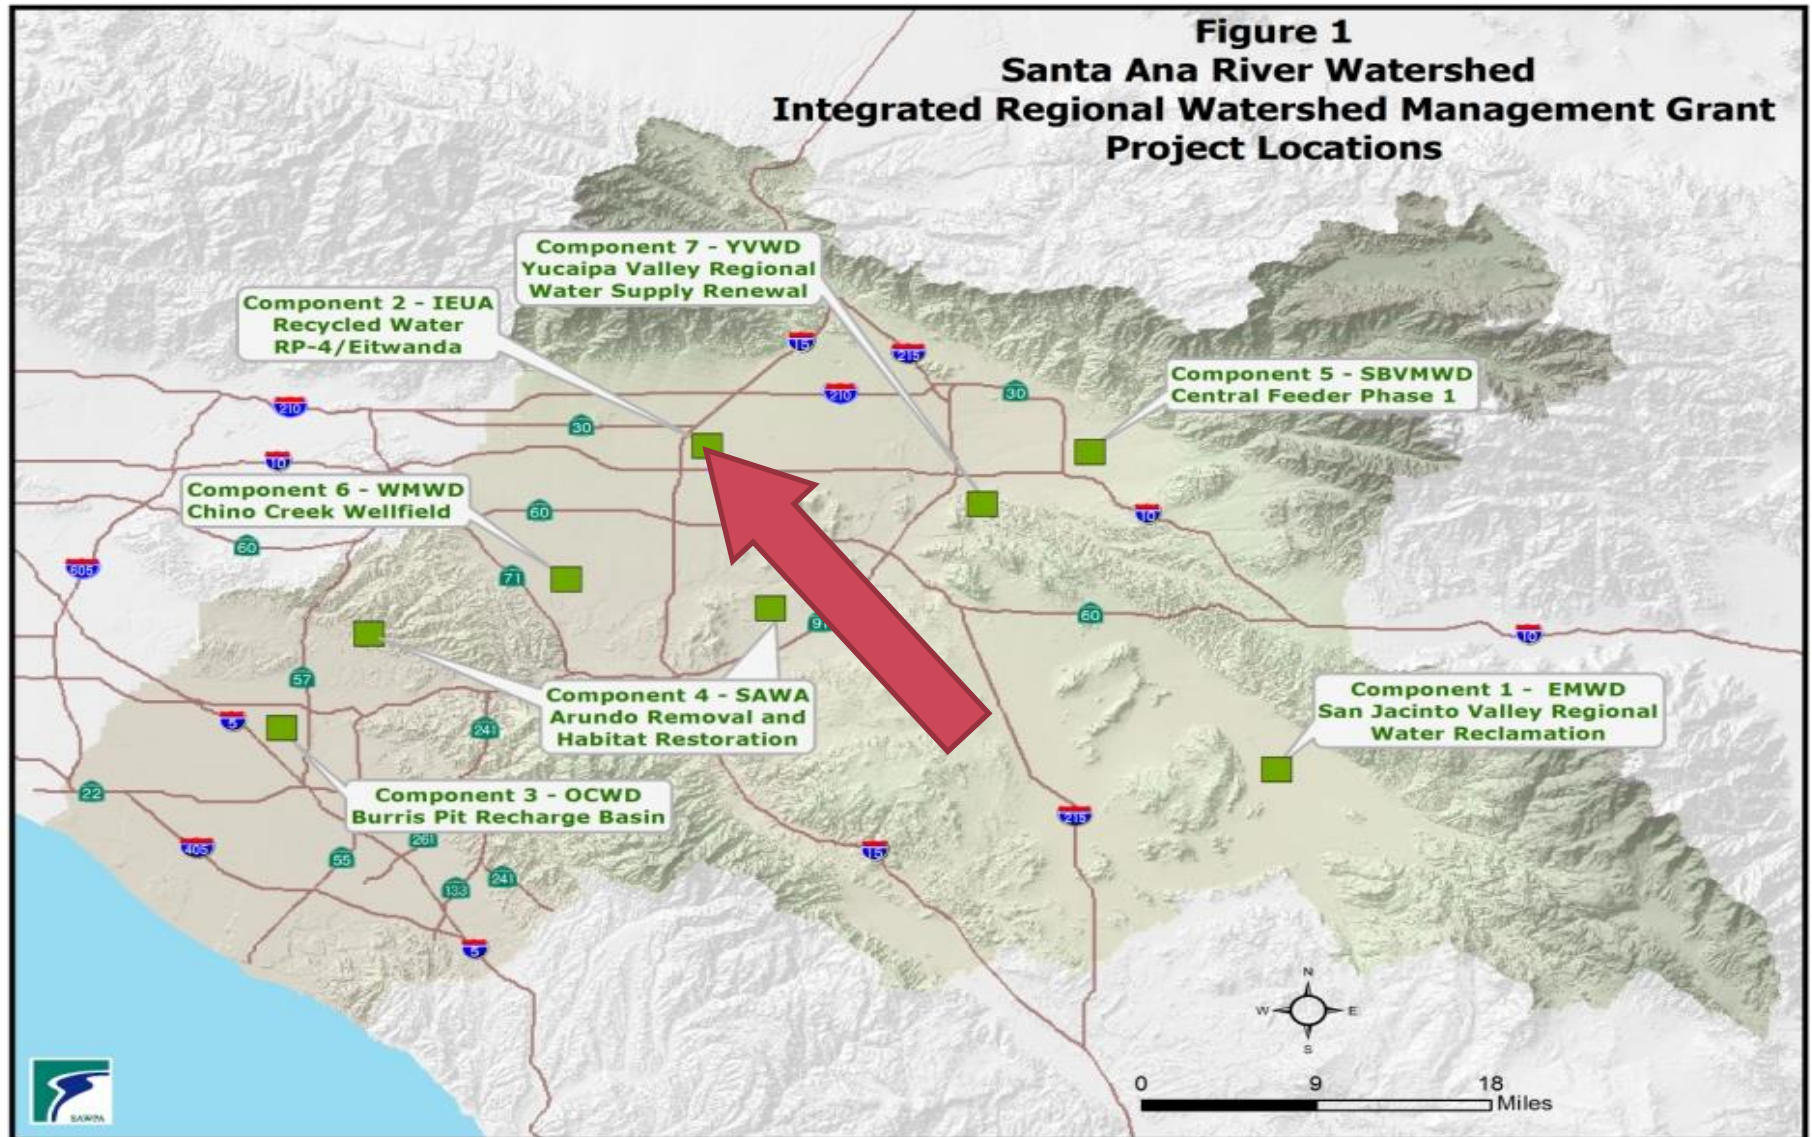 Figure 1
Santa Ana River Watershed
Integrated Regional Watershed Management Grant
Project Locations
Component 7 - YVWD
Yucaipa Valley Regional
Water Supply Renewal
Component 2 - IEUA
Recycled Water
RP-4/Eitwanda
15
215
Component 5 - SBVMWD
Central Feeder Phase 1
210
30
210
30
10
Component 6 - WMWD
Chino Creek Wellfield
60
10
60
605
71
60
91
10
57
Component 4 - SAWA
Arundo Removal and
Habitat Restoration
Component 1 - EMWD
San Jacinto Valley Regional
Water Reclamation
5
241
22
Component 3 - OCWD
Burris Pit Recharge Basin
215
405
55
261
15
133
241
5
N
W E
S
0 9 18
Miles
SAWPA